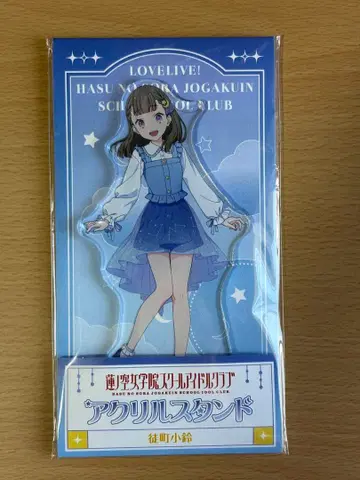 LOVELIVE!
HASU NO SORA JOGAKUIN
SCHOOL IDOL CLUB
蓮ノ空女学院スクールアイドルクラブ
HASU NO SORA JOGAKUIN SCHOOL IDOL CLUB
アクリルスタンド
徒町小鈴